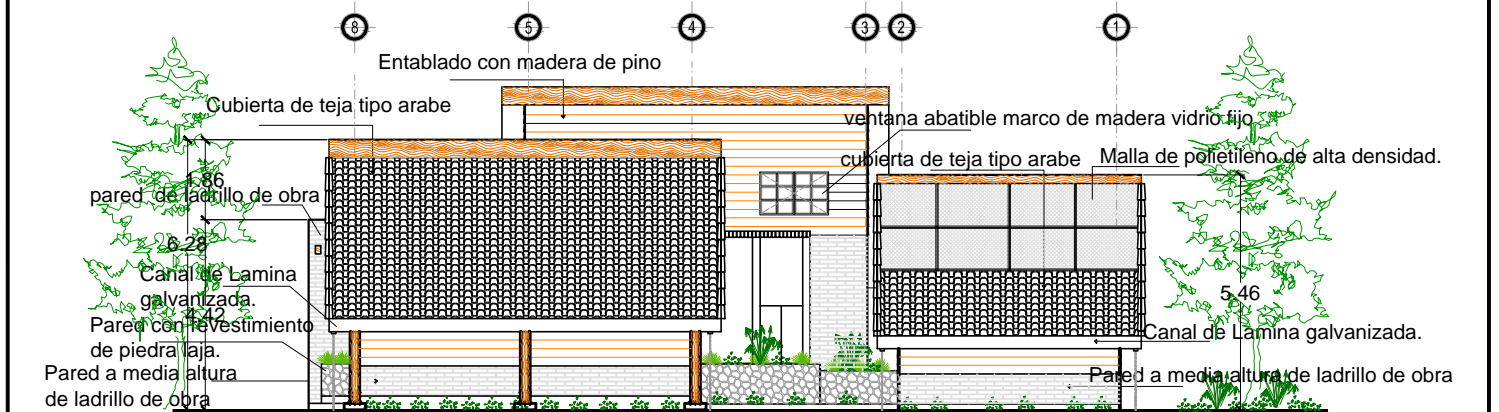 8 5 4 3 2 1
Entablado con madera de pino
Cubierta de teja tipo arabe
ventana abatible marco de madera vidrio fijo
cubierta de teja tipo arabe
Malla de polietileno de alta densidad.
1.86
pared de ladrillo de obra
6.28
Canal de Lamina
galvanizada.
4.42
Pared con revestimiento
de piedra laja.
Pared a media altura
de ladrillo de obra
5.46
Canal de Lamina galvanizada.
Pared a media altura de ladrillo de obra